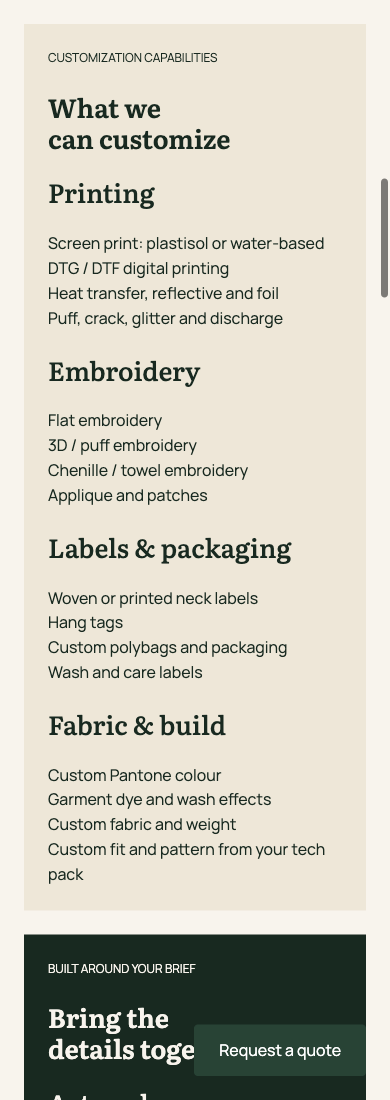 CUSTOMIZATION CAPABILITIES
What we
can customize
Printing
Screen print: plastisol or water-based
DTG / DTF digital printing
Heat transfer, reflective and foil
Puff, crack, glitter and discharge
Embroidery
Flat embroidery
3D / puff embroidery
Chenille / towel embroidery
Applique and patches
Labels & packaging
Woven or printed neck labels
Hang tags
Custom polybags and packaging
Wash and care labels
Fabric & build
Custom Pantone colour
Garment dye and wash effects
Custom fabric and weight
Custom fit and pattern from your tech
pack
BUILT AROUND YOUR BRIEF
Bring the
details toge
Request a quote